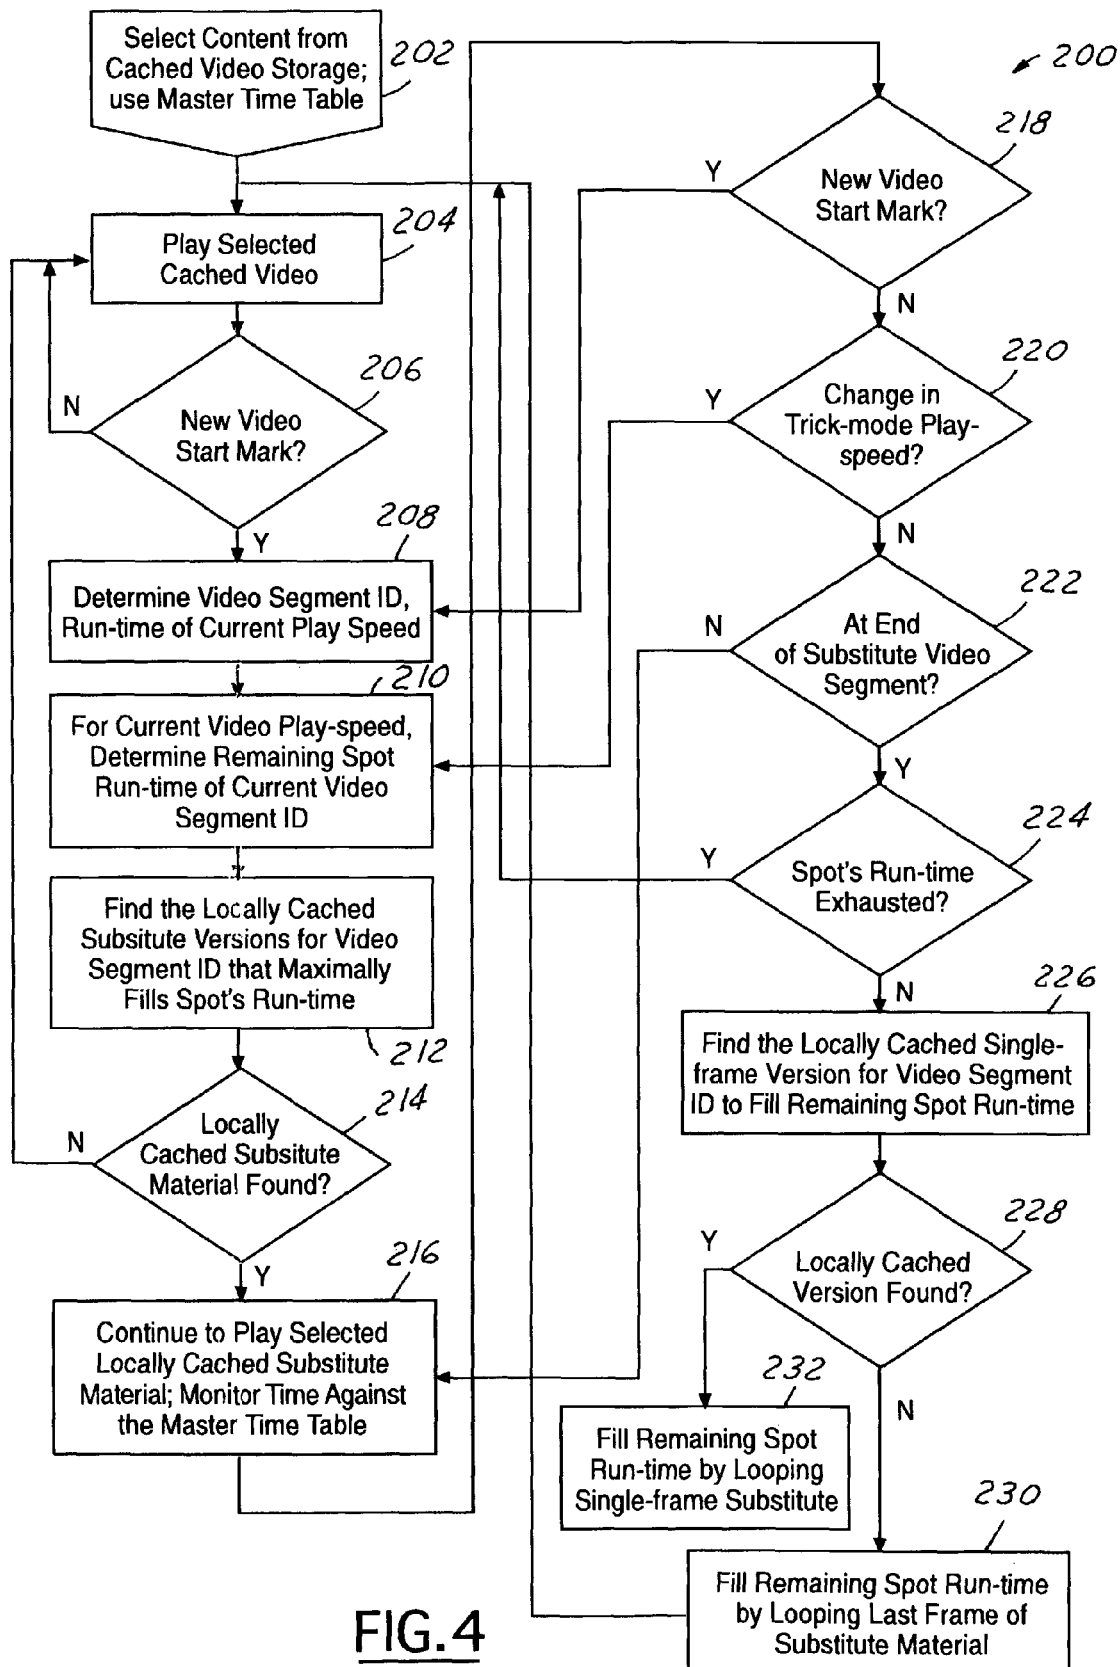 Select Content from
Cached Video Storage;
use Master Time Table
202
200
218
New Video
Start Mark?
Y
N
204
Play Selected
Cached Video
206
New Video
Start Mark?
N
Y
220
Change in
Trick-mode Play-
speed?
Y
N
208
Determine Video Segment ID,
Run-time of Current Play Speed
222
At End
of Substitute Video
Segment?
N
Y
210
For Current Video Play-speed,
Determine Remaining Spot
Run-time of Current Video
Segment ID
224
Spot's Run-time
Exhausted?
Y
N
Find the Locally Cached
Subsitute Versions for Video
Segment ID that Maximally
Fills Spot's Run-time
212
226
Find the Locally Cached Single-
frame Version for Video Segment
ID to Fill Remaining Spot Run-time
214
Locally
Cached Subsitute
Material Found?
N
Y
228
Locally Cached
Version Found?
Y
N
216
Continue to Play Selected
Locally Cached Substitute
Material; Monitor Time Against
the Master Time Table
232
Fill Remaining Spot
Run-time by Looping
Single-frame Substitute
230
Fill Remaining Spot Run-time
by Looping Last Frame of
Substitute Material
FIG.4